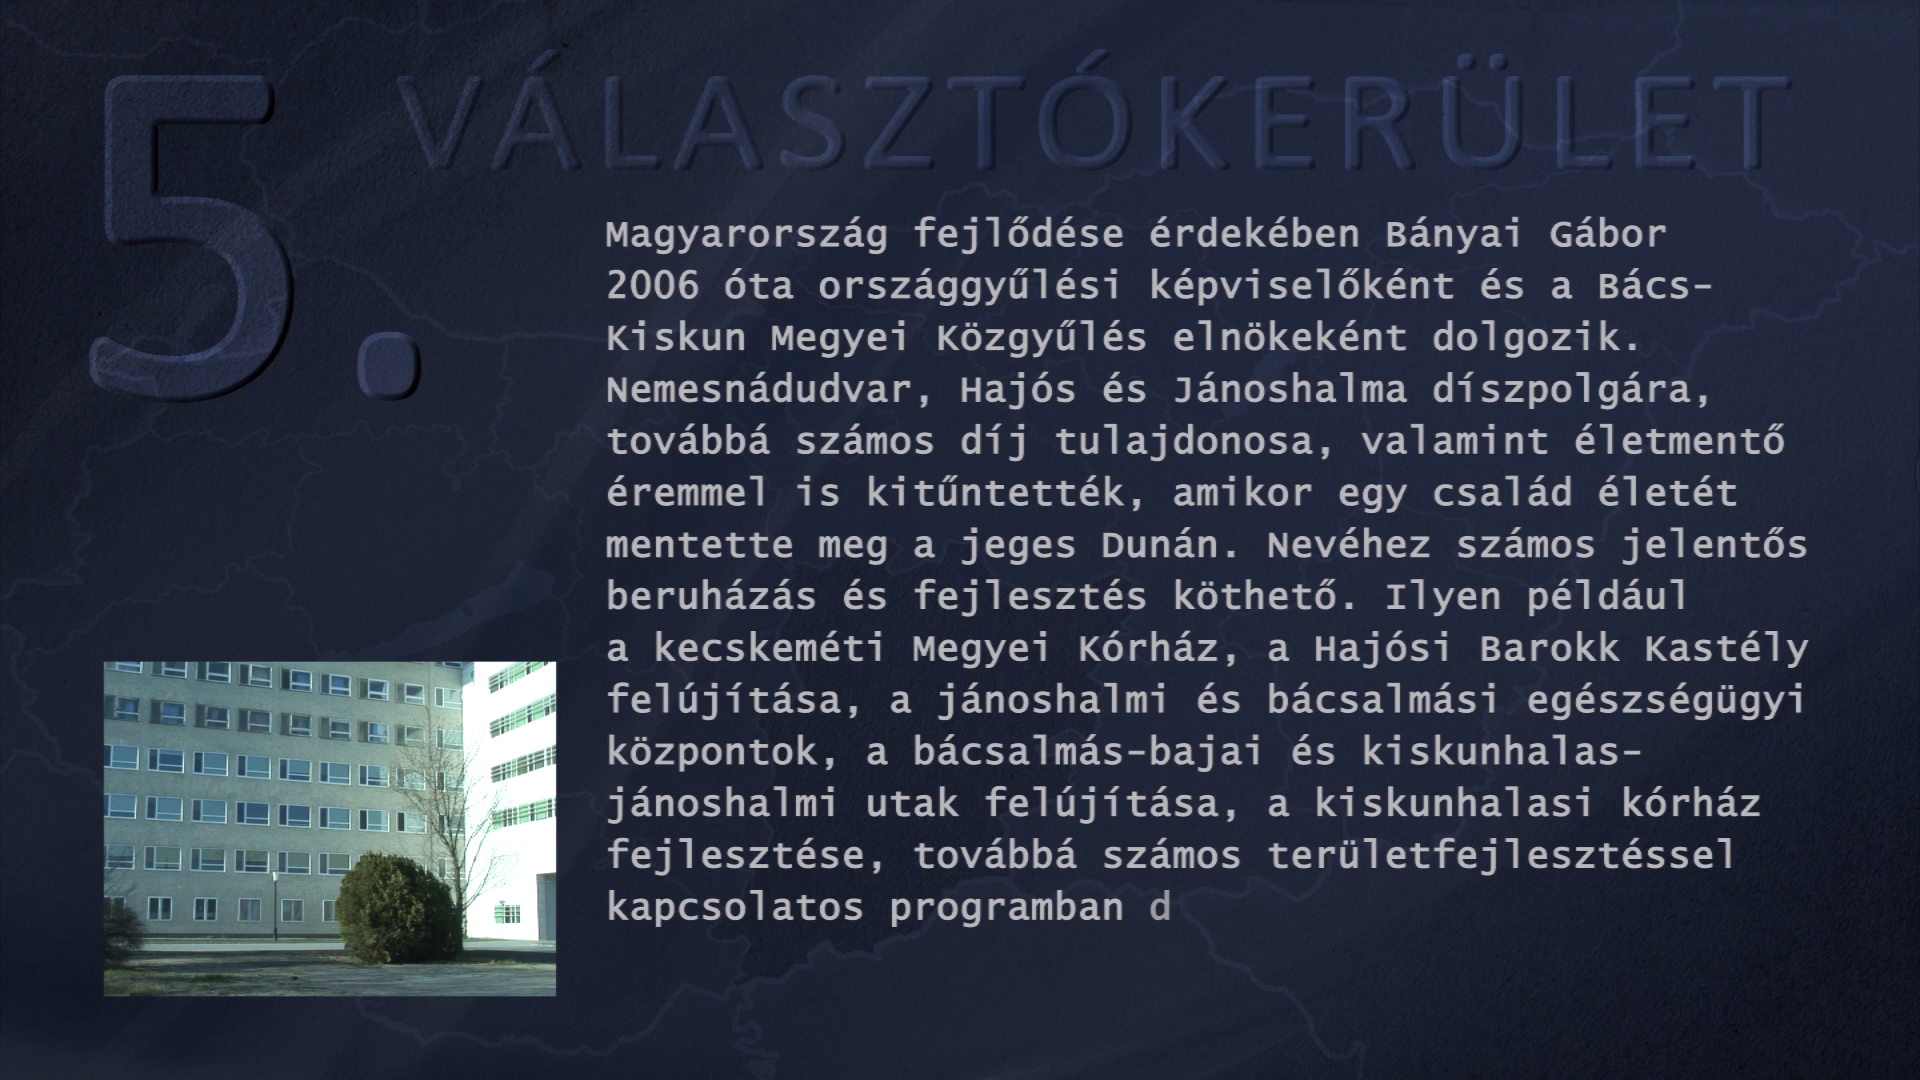 5. VÁLASZTÓKERÜLET
Magyarország fejlődése érdekében Bányai Gábor
2006 óta országgyűlési képviselőként és a Bács-
Kiskun Megyei Közgyűlés elnökeként dolgozik.
Nemesnádudvar, Hajós és Jánoshalma díszpolgára,
továbbá számos díj tulajdonosa, valamint életmentő
éremmel is kitűntették, amikor egy család életét
mentette meg a jeges Dunán. Nevéhez számos jelentős
beruházás és fejlesztés köthető. Ilyen például
a kecskeméti Megyei Kórház, a Hajósi Barokk Kastély
felújítása, a jánoshalmi és bácsalmási egészségügyi
központok, a bácsalmás-bajai és kiskunhalas-
jánoshalmi utak felújítása, a kiskunhalasi kórház
fejlesztése, továbbá számos területfejlesztéssel
kapcsolatos programban d